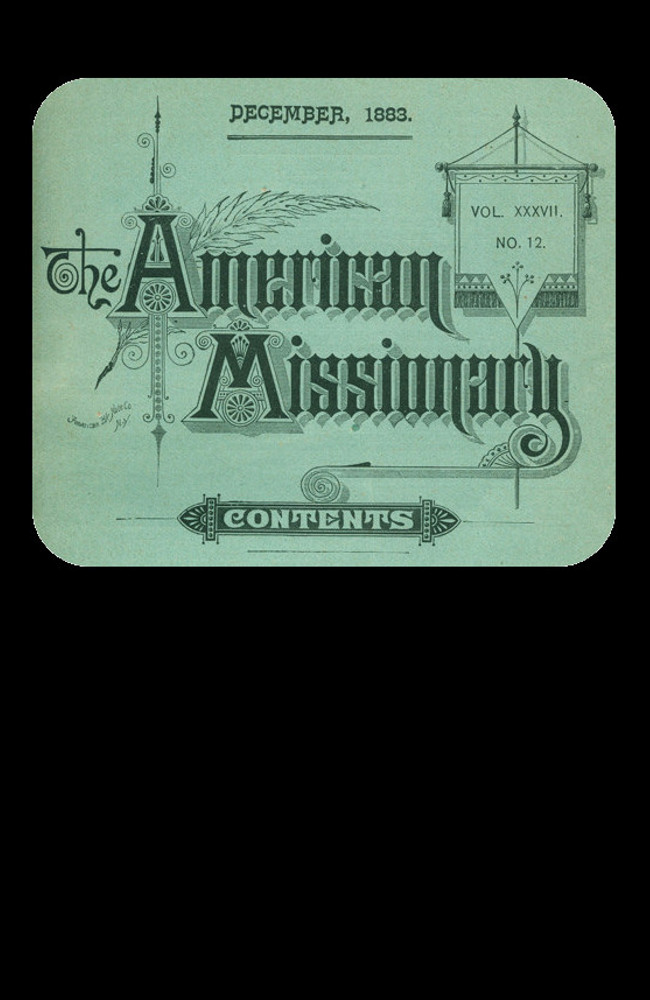 DECEMBER, 1883.
VOL. XXXVII.
NO. 12.
The American
Missionary
N.Y.
CONTENTS